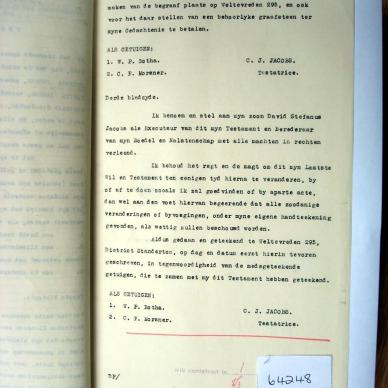 maken van de begraaf plaats op Veltevreden 295, en ook
voor het daar stellen van een behoorlyke grafsteen ter
myne Gedachtenis te betalen.
ALS GETUIGEN:
1. W. P. Botha. C. J. JACOBS.
2. C. F. Morsner. Testatrice.
Derde bladzyde.
Ik benoem en stel aan myn zoon David Stefanus
Jacobs als Executeur van dit myn Testament en Beredderaar
van myn Boedel en Nalatenschap met alle machten in rechten
verleend.
Ik behoud het regt en de magt om dit myn Laatste
Wil en Testament ten eenigen tyd hierna te veranderen, by
of af te doen zooals ik zal goedvinden of by aparte acte,
dan wel aan den voet hiervan begeerende dat alle zoodanige
veranderingen of byvoegingen, onder myne eigene handteekening
gevonden, als wettig zullen beschouwd worden.
Aldus gedaan en geteekend te Veltevreden 295,
District Standerton, op dag en datum eerst hierin tevoren
geschreven, in tegenwoordigheid van de medegeteekende
getuigen, die te zamen met my dit Testament hebben geteekend.
ALS GETUIGEN:
1. W. P. Botha. C. J. JACOBS.
2. C. F. Morsner. Testatrice.
ny/
64248